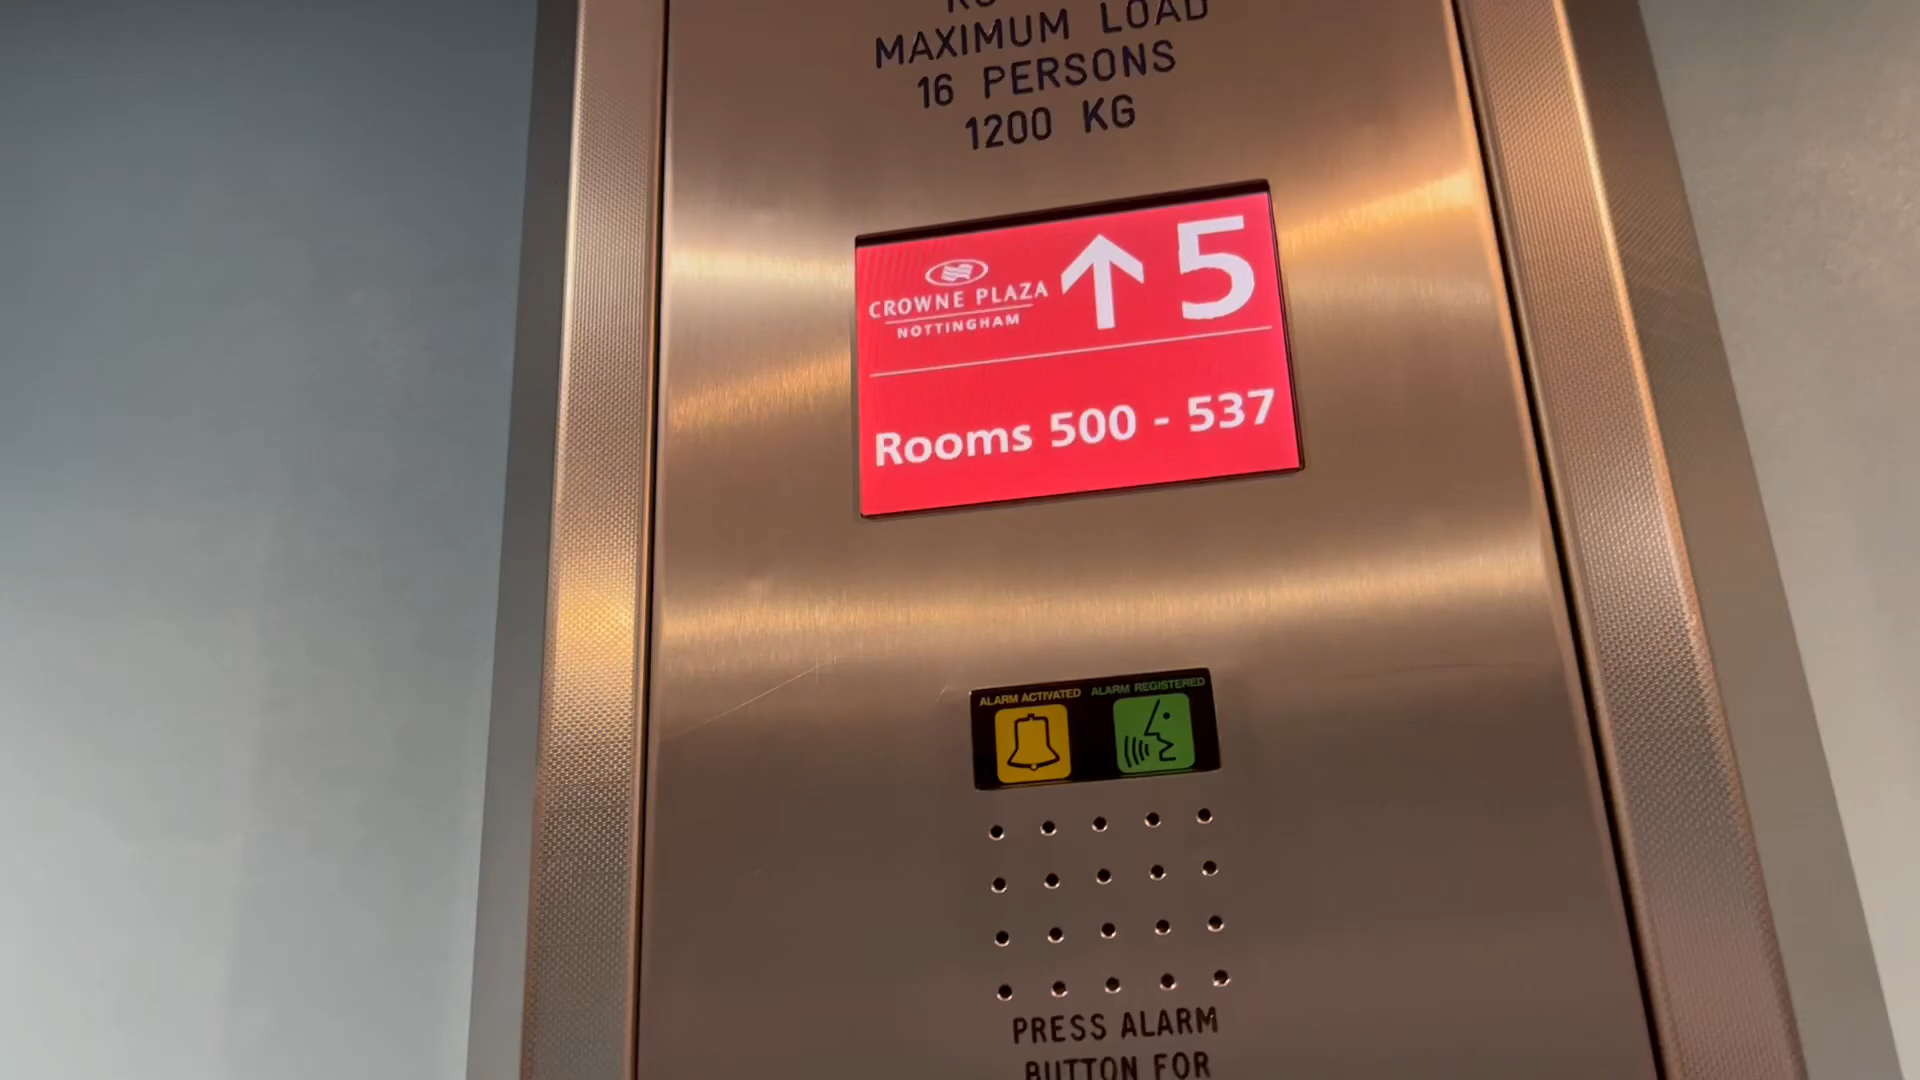 MAXIMUM LOAD
16 PERSONS
1200 KG
CROWNE PLAZA
NOTTINGHAM
5
Rooms 500 - 537
ALARM ACTIVATED ALARM REGISTERED
PRESS ALARM
BUTTON FOR